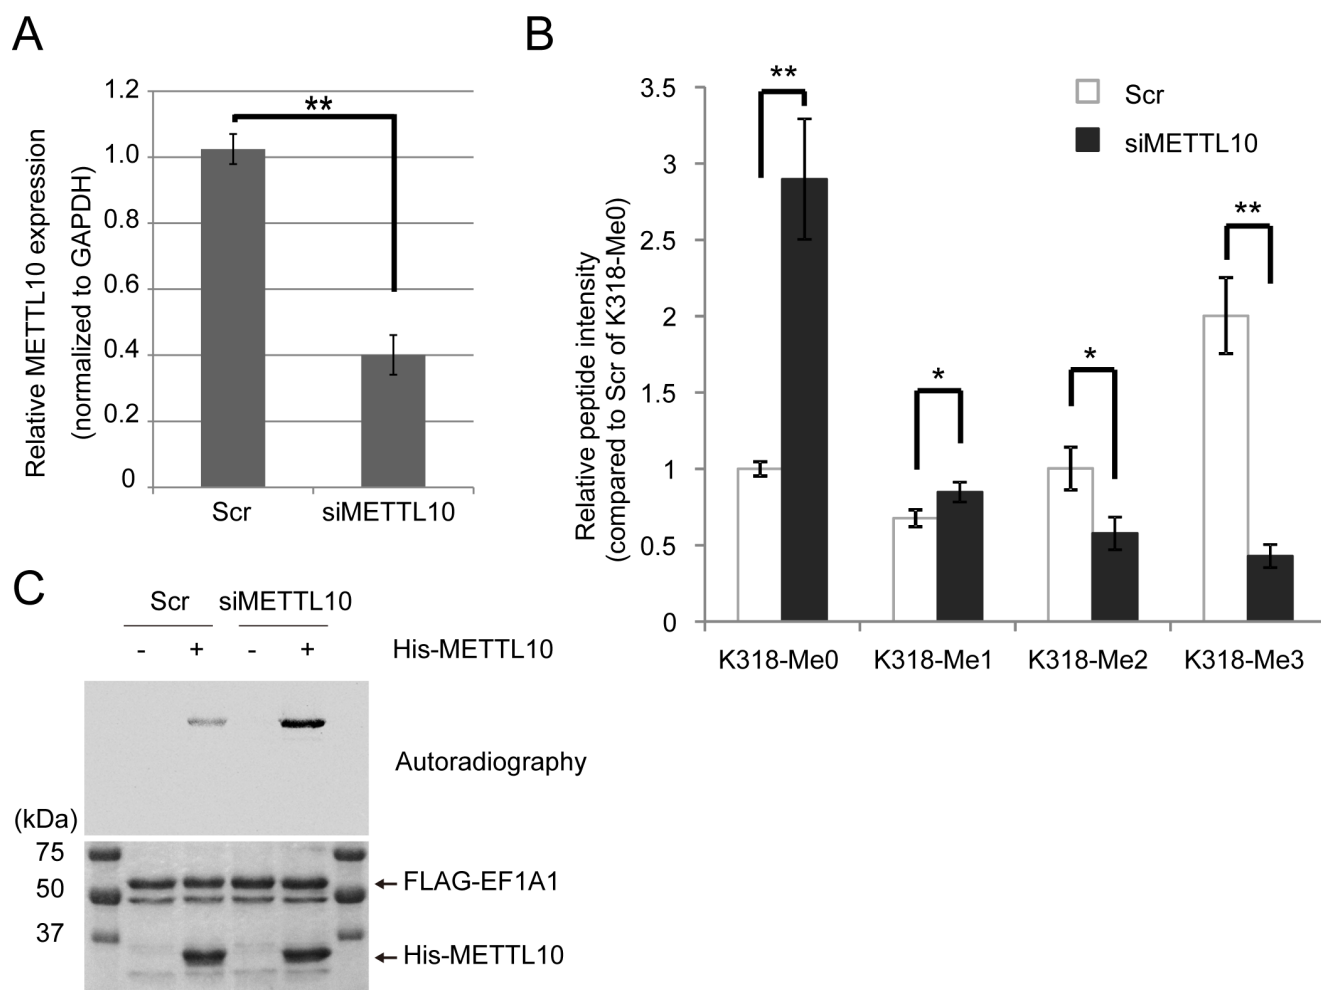 A
Relative METTL10 expression
(normalized to GAPDH)
1.2
1.0
0.8
0.6
0.4
0.2
0
**
Scr
siMETTL10
B
Relative peptide intensity
(compared to Scr of K318-Me0)
3.5
3
2.5
2
1.5
1
0.5
0
**
*
*
**
Scr
siMETTL10
K318-Me0
K318-Me1
K318-Me2
K318-Me3
C
Scr siMETTL10
- + - + His-METTL10
Autoradiography
(kDa)
75
50
37
FLAG-EF1A1
His-METTL10